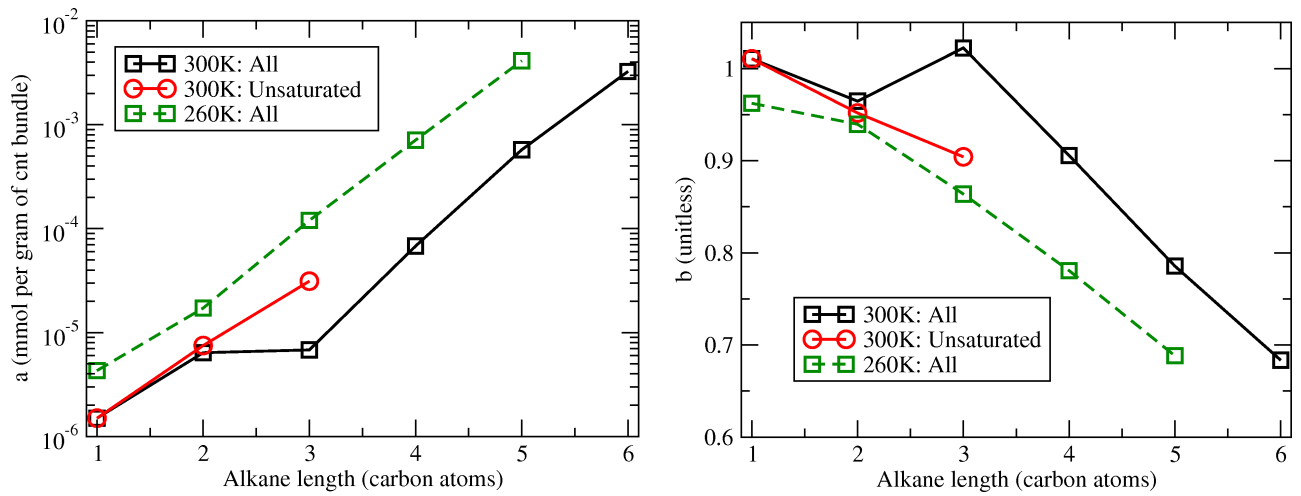 10^-2
10^-3
10^-4
10^-5
10^-6
a (mmol per gram of cnt bundle)
300K: All
300K: Unsaturated
260K: All
1 2 3 4 5 6
Alkane length (carbon atoms)
1
0.9
0.8
0.7
0.6
b (unitless)
300K: All
300K: Unsaturated
260K: All
1 2 3 4 5 6
Alkane length (carbon atoms)